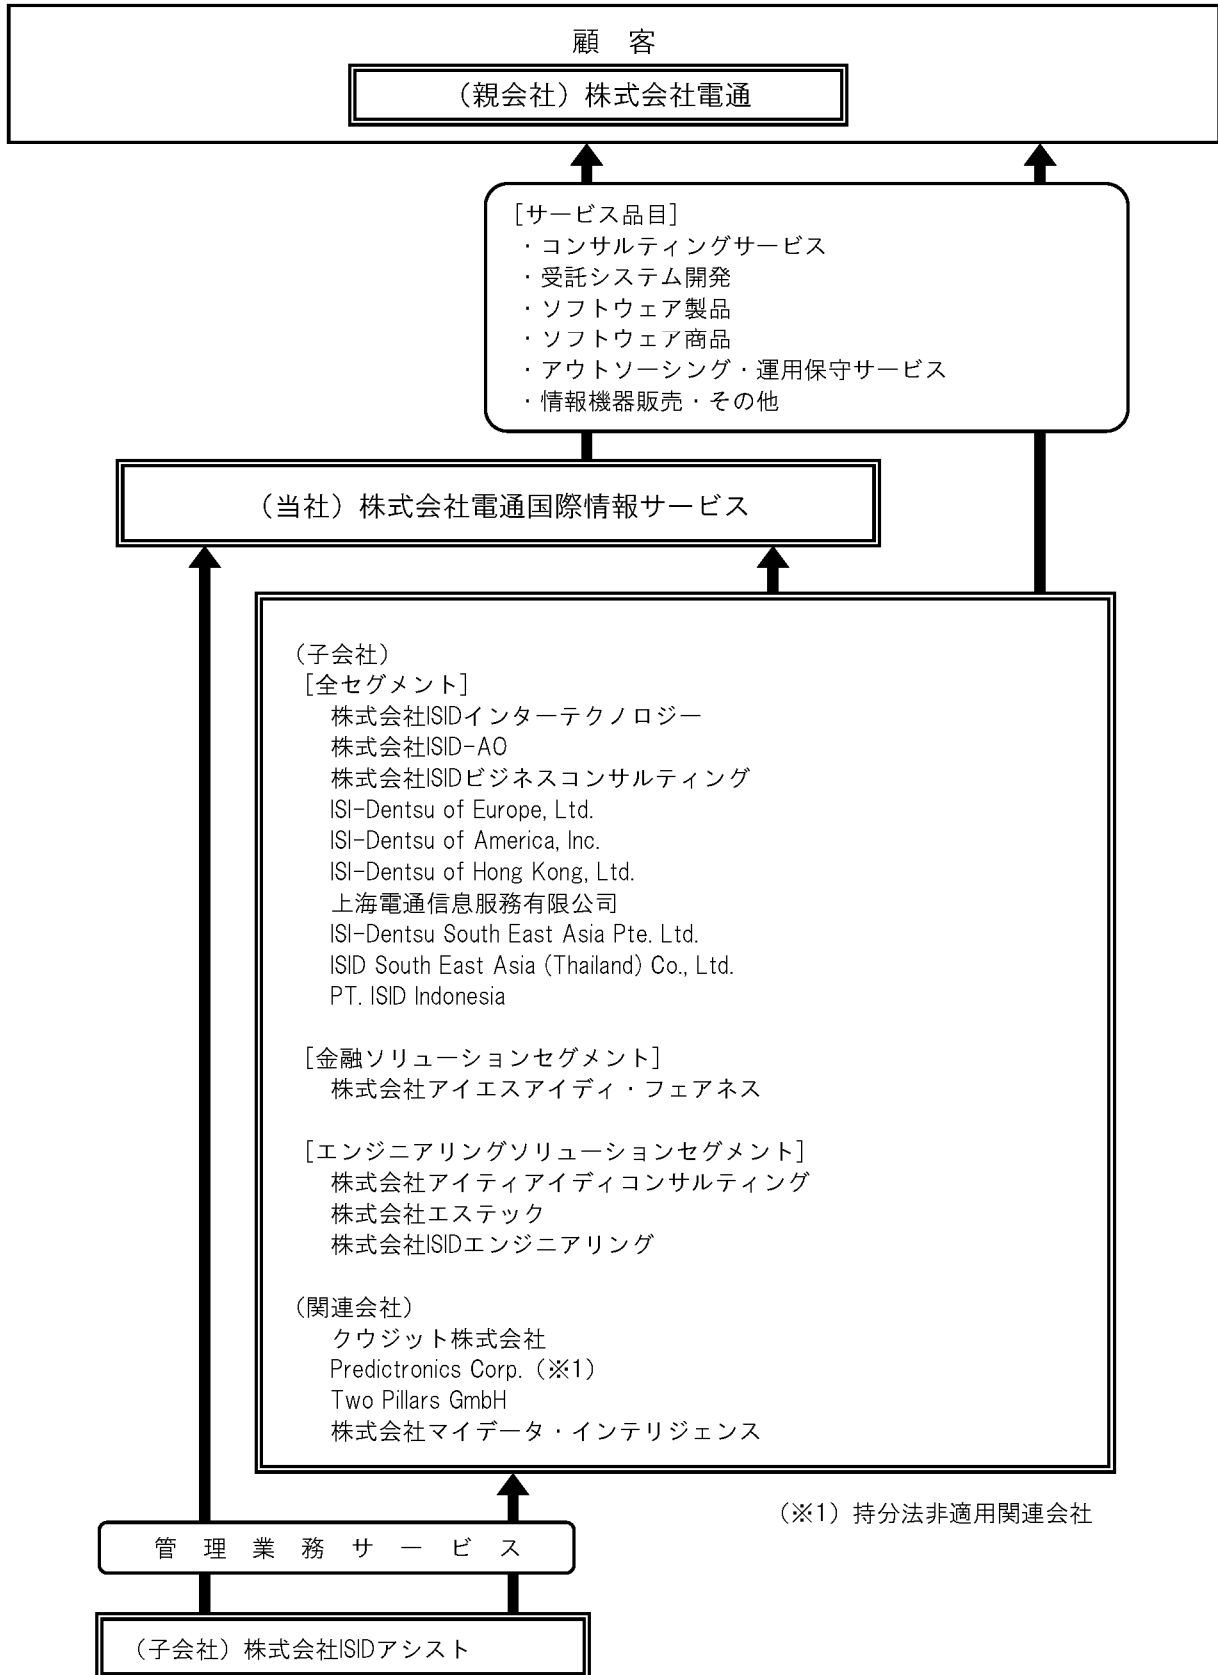 顧 客
(親会社)株式会社電通
[サービス品目]
・コンサルティングサービス
・受託システム開発
・ソフトウェア製品
・ソフトウェア商品
・アウトソーシング・運用保守サービス
・情報機器販売・その他
(当社)株式会社電通国際情報サービス
(子会社)
[全セグメント]
株式会社ISIDインターテクノロジー
株式会社ISID-AO
株式会社ISIDビジネスコンサルティング
ISI-Dentsu of Europe, Ltd.
ISI-Dentsu of America, Inc.
ISI-Dentsu of Hong Kong, Ltd.
上海電通信息服務有限公司
ISI-Dentsu South East Asia Pte. Ltd.
ISID South East Asia (Thailand) Co., Ltd.
PT. ISID Indonesia
[金融ソリューションセグメント]
株式会社アイエスアイディ・フェアネス
[エンジニアリングソリューションセグメント]
株式会社アイティアイディコンサルティング
株式会社エステック
株式会社ISIDエンジニアリング
(関連会社)
クウジット株式会社
Predictronics Corp.(※1)
Two Pillars GmbH
株式会社マイデータ・インテリジェンス
(※1)持分法非適用関連会社
管 理 業 務 サ ー ビ ス
(子会社)株式会社ISIDアシスト